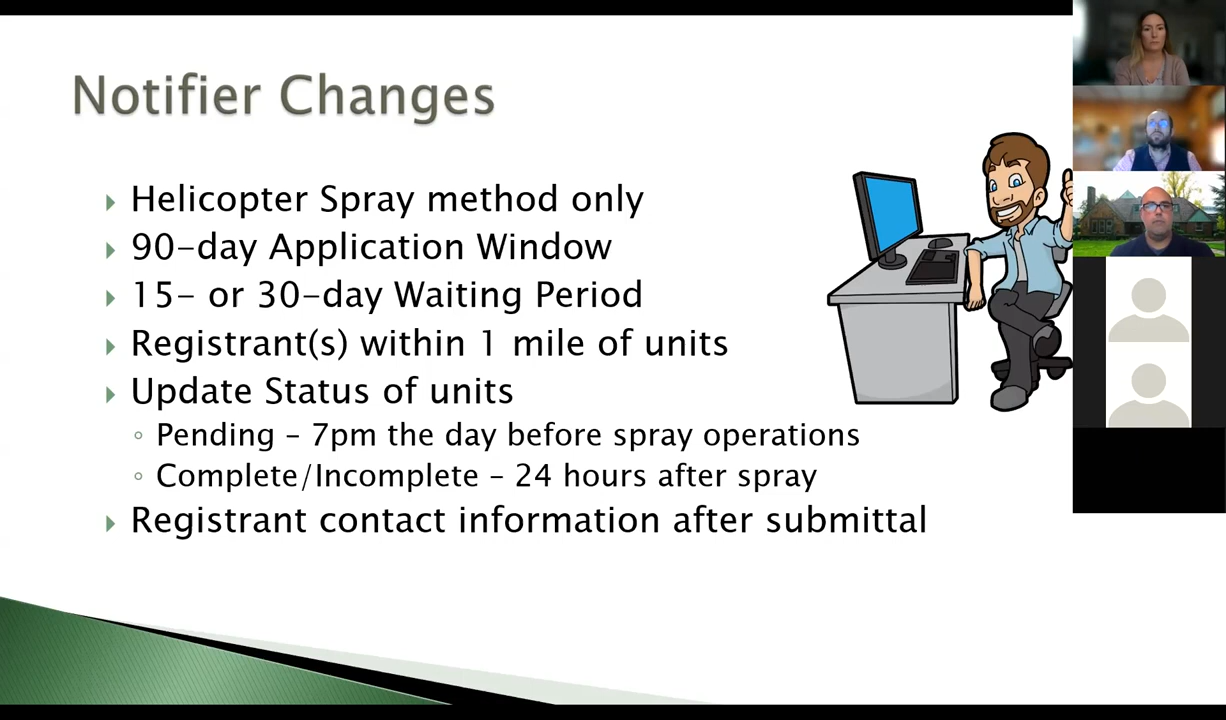 Notifier Changes
Helicopter Spray method only
90-day Application Window
15- or 30-day Waiting Period
Registrant(s) within 1 mile of units
Update Status of units
Pending – 7pm the day before spray operations
Complete/Incomplete – 24 hours after spray
Registrant contact information after submittal